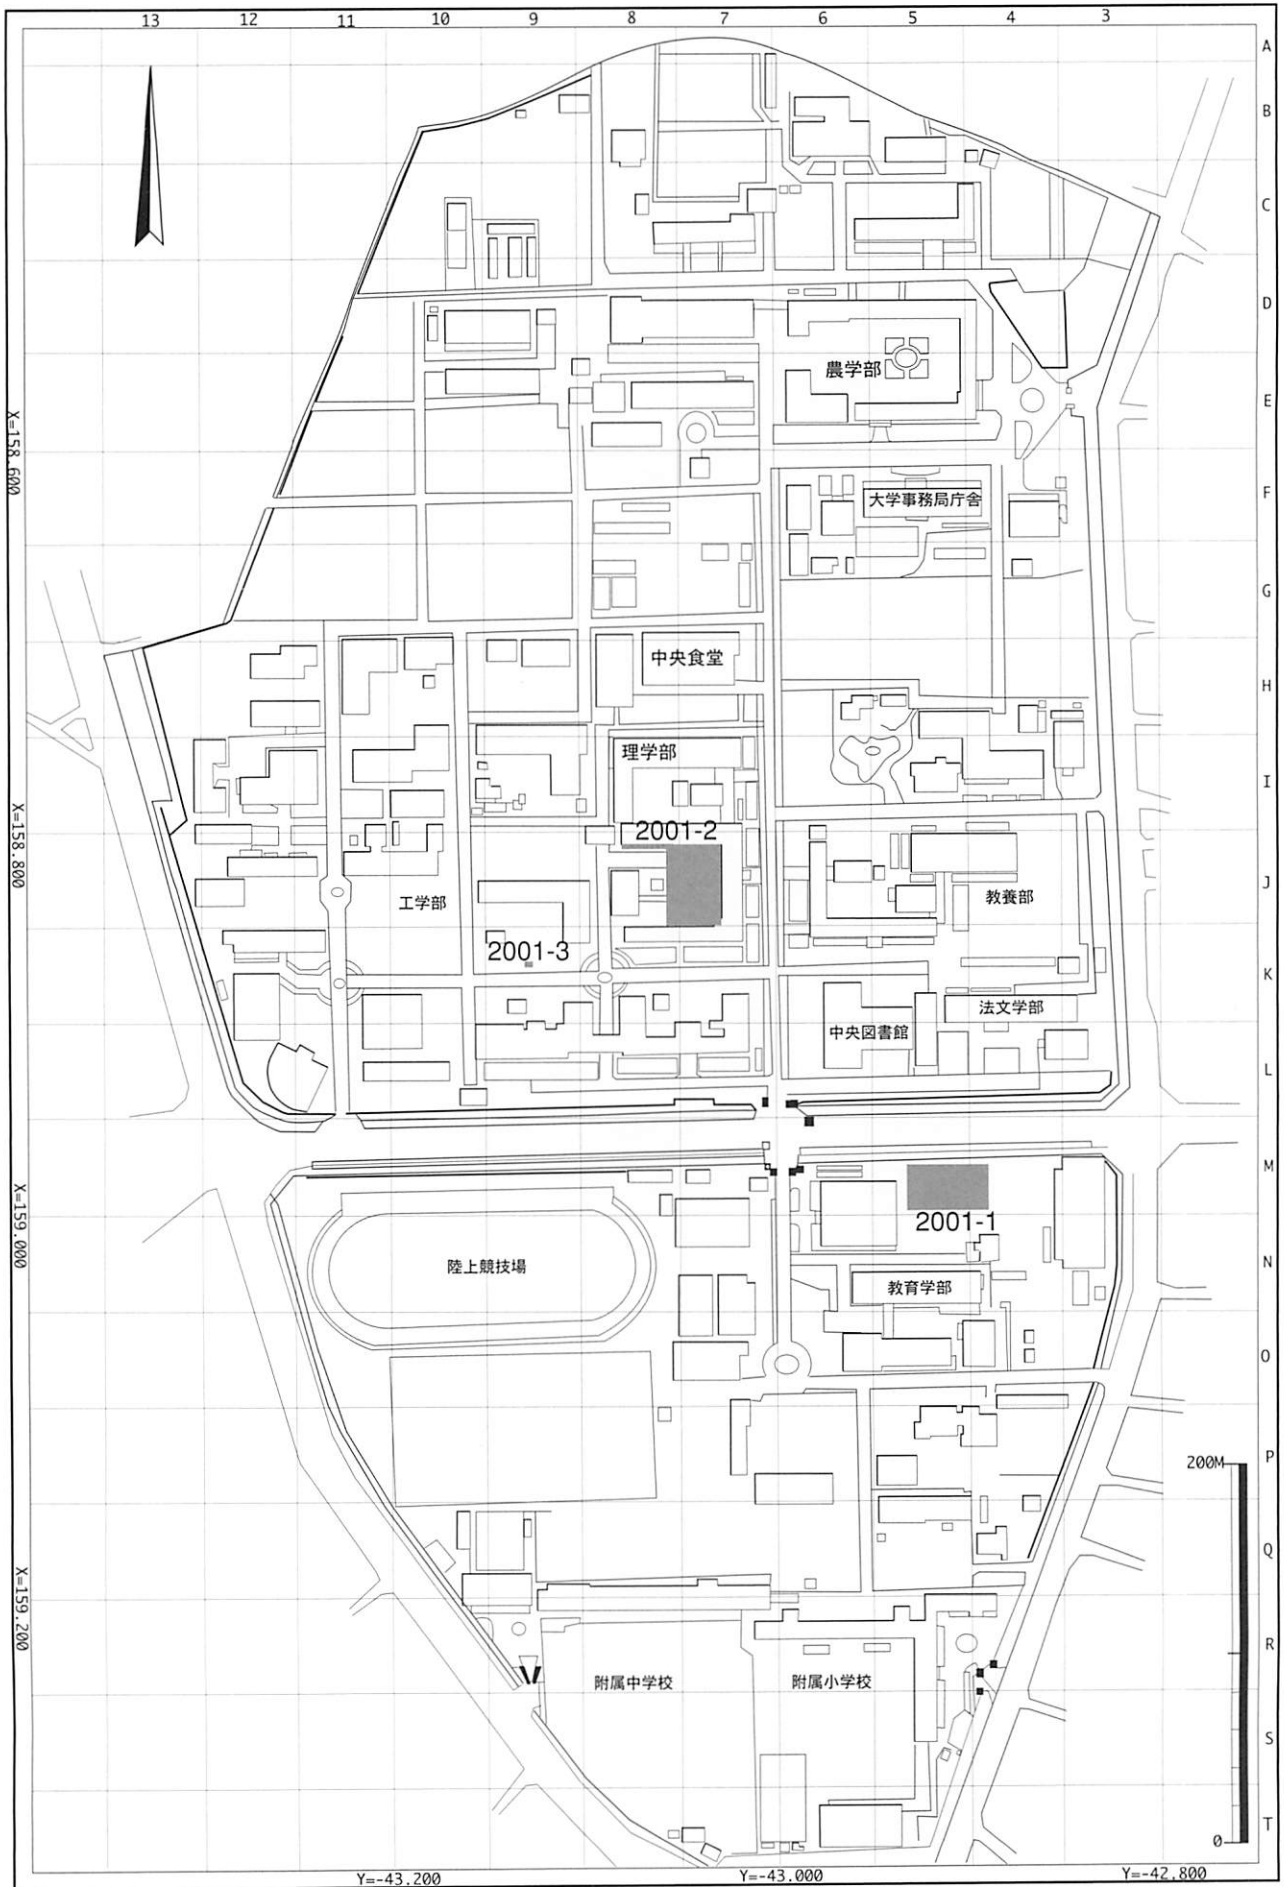 13 12 11 10 9 8 7 6 5 4 3
A
B
C
D
農学部
E
X=158.600
F
大学事務局庁舎
G
中央食堂
H
理学部
I
2001-2
X=158.800
J
工学部
教養部
2001-3
K
法文学部
中央図書館
L
M
X=159.000
2001-1
N
陸上競技場
教育学部
O
P
200M
Q
X=159.200
R
附属中学校
附属小学校
S
T
0
Y=-43.200 Y=-43.000 Y=-42.800